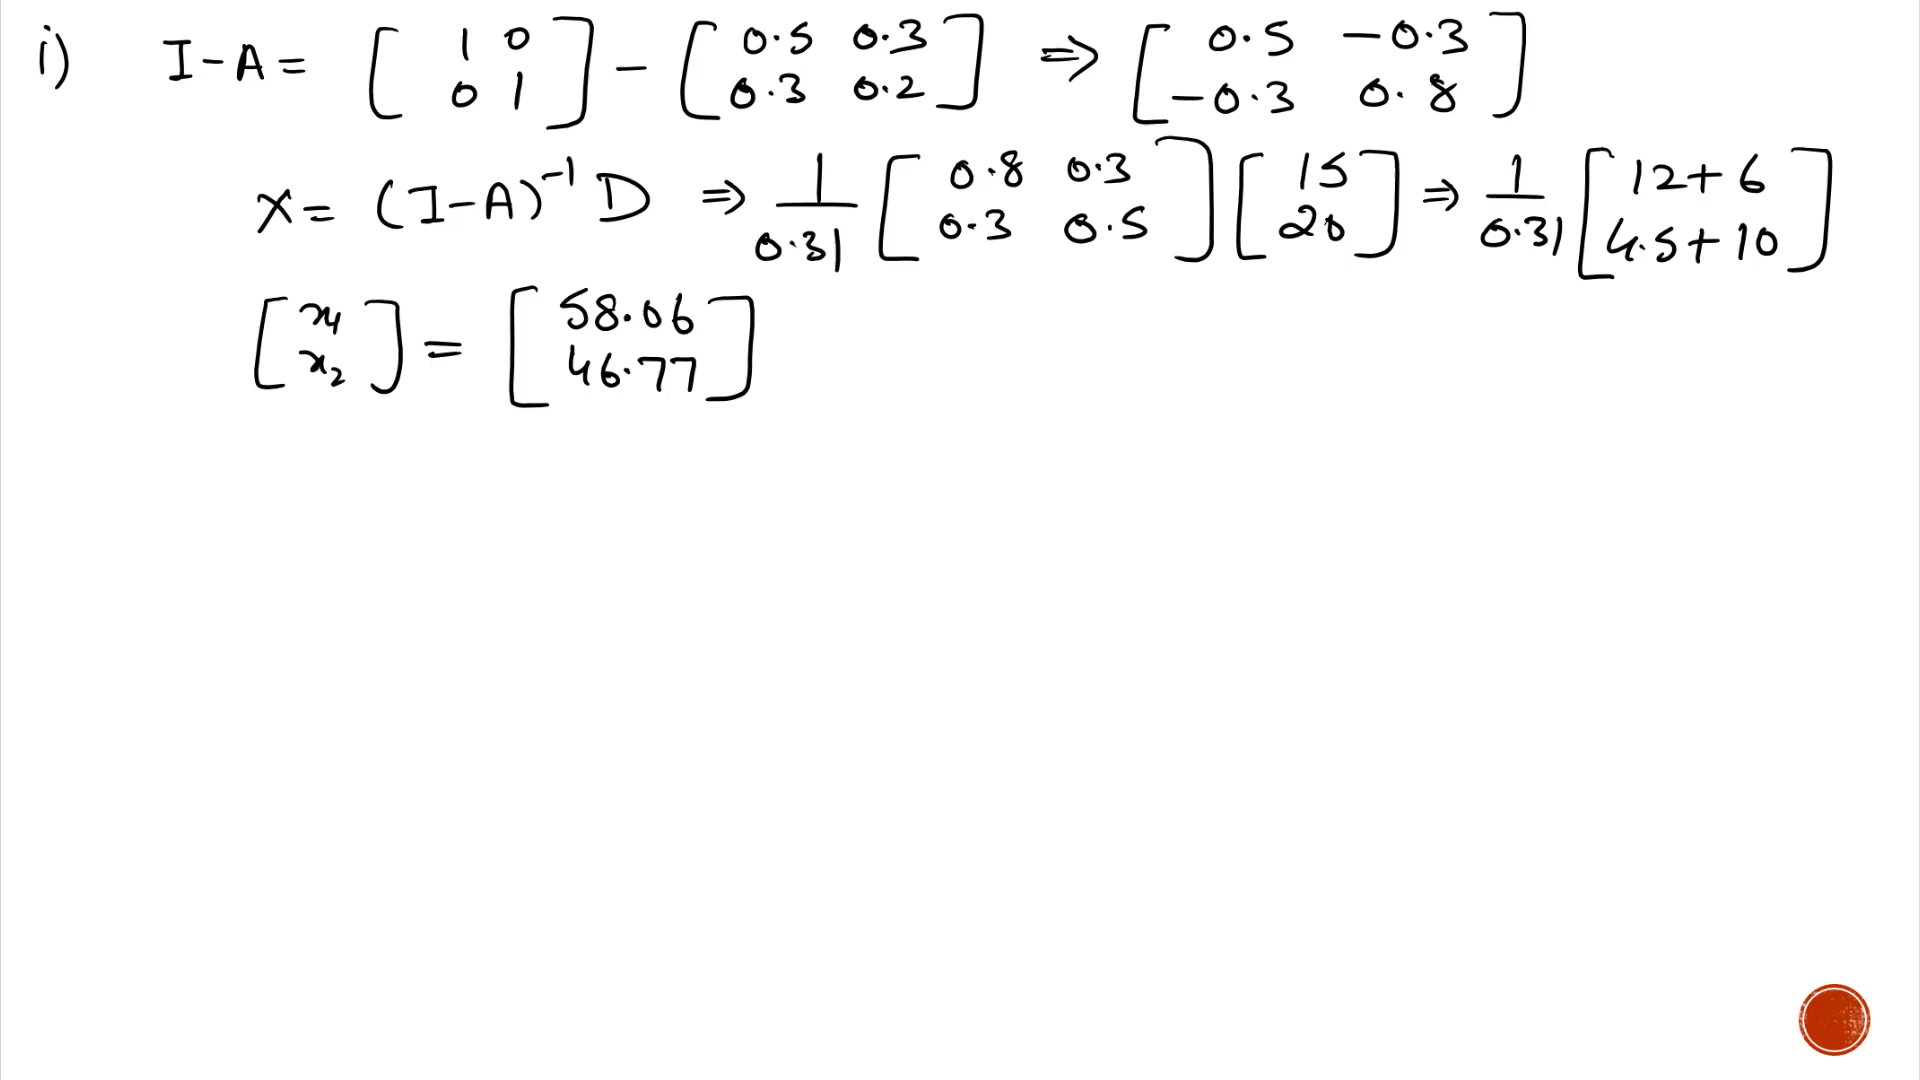 i) I-A = [ 1 0 ; 0 1 ] - [ 0.5 0.3 ; 0.3 0.2 ] ⇒ [ 0.5 -0.3 ; -0.3 0.8 ]
X = (I-A)⁻¹ D ⇒ 1/0.31 [ 0.8 0.3 ; 0.3 0.5 ] [ 15 ; 20 ] ⇒ 1/0.31 [ 12+6 ; 4.5+10 ]
[ x₁ ; x₂ ] = [ 58.06 ; 46.77 ]